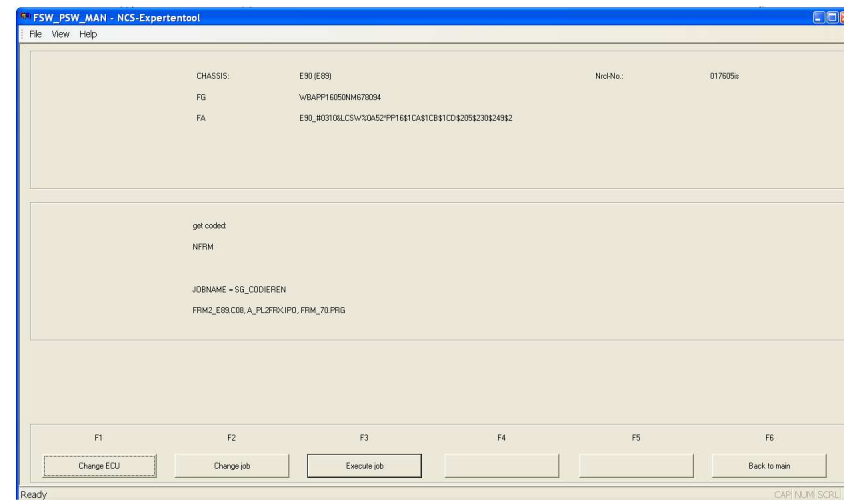 FSW_PSW_MAN - NCS-Expertentool
File View Help
CHASSIS: E90 (E89) Nrcl-No.: 017605is
FG WBAPP16050NM678094
FA E90_#0310&LCSW%0A52*PP16$1CA$1CB$1CD$205$230$249$2
get coded:
NFRM
JOBNAME = SG_CODIEREN
FRM2_E89.C08, A_PL2FRX.IPO, FRM_70.PRG
F1 F2 F3 F4 F5 F6
Change ECU Change job Execute job Back to main
Ready CAP NUM SCRL